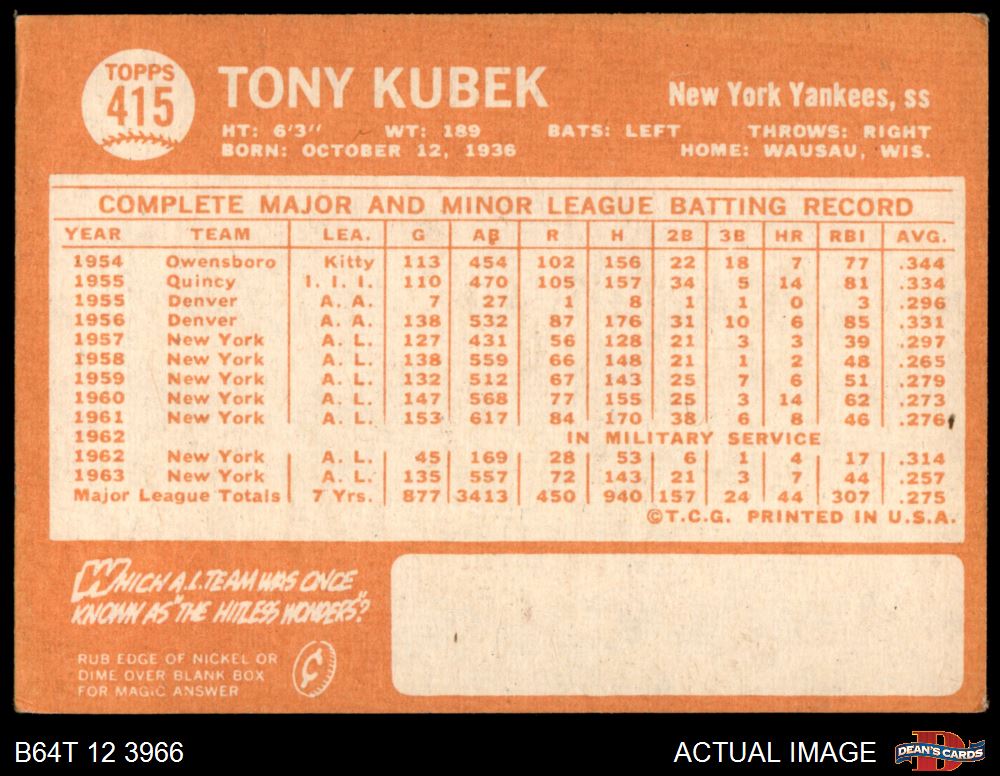 TOPPS
415
TONY KUBEK
New York Yankees, ss
HT: 6'3" WT: 189 BATS: LEFT THROWS: RIGHT
BORN: OCTOBER 12, 1936 HOME: WAUSAU, WIS.
COMPLETE MAJOR AND MINOR LEAGUE BATTING RECORD
YEAR TEAM LEA. G AB R H 2B 3B HR RBI AVG.
1954 Owensboro Kitty 113 454 102 156 22 18 7 77 .344
1955 Quincy I. I. I. 110 470 105 157 34 5 14 81 .334
1955 Denver A. A. 7 27 1 8 1 1 0 3 .296
1956 Denver A. A. 138 532 87 176 31 10 6 85 .331
1957 New York A. L. 127 431 56 128 21 3 3 39 .297
1958 New York A. L. 138 559 66 148 21 1 2 48 .265
1959 New York A. L. 132 512 67 143 25 7 6 51 .279
1960 New York A. L. 147 568 77 155 25 3 14 62 .273
1961 New York A. L. 153 617 84 170 38 6 8 46 .276
1962 IN MILITARY SERVICE
1962 New York A. L. 45 169 28 53 6 1 4 17 .314
1963 New York A. L. 135 557 72 143 21 3 7 44 .257
Major League Totals 7 Yrs. 877 3413 450 940 157 24 44 307 .275
©T.C.G. PRINTED IN U.S.A.
WHICH A.L. TEAM WAS ONCE
KNOWN AS "THE HITLESS WONDERS"?
RUB EDGE OF NICKEL OR
DIME OVER BLANK BOX
FOR MAGIC ANSWER
¢
B64T 12 3966
ACTUAL IMAGE
D
DEAN'S CARDS